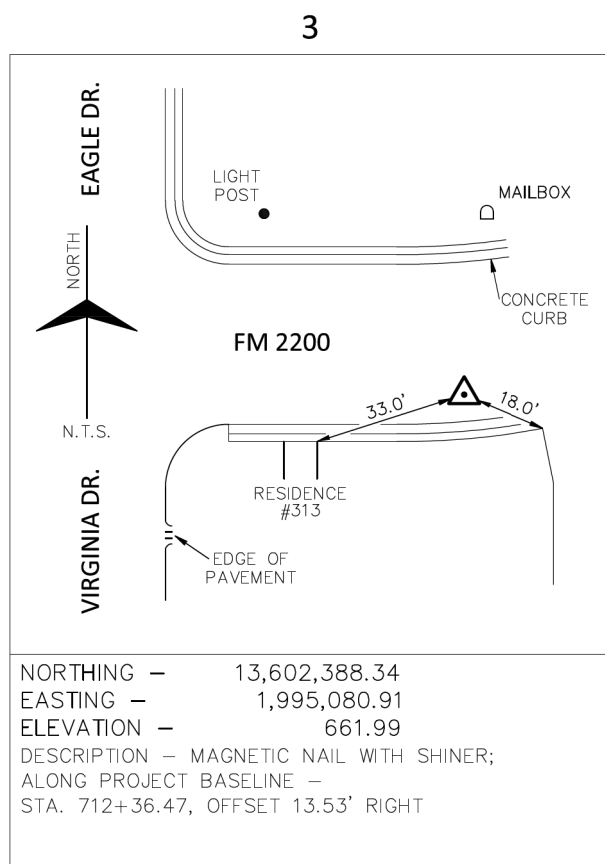 3
EAGLE DR.
LIGHT
POST
MAILBOX
NORTH
CONCRETE
CURB
FM 2200
33.0'
18.0'
N.T.S.
RESIDENCE
#313
VIRGINIA DR.
EDGE OF
PAVEMENT
NORTHING – 13,602,388.34
EASTING – 1,995,080.91
ELEVATION – 661.99
DESCRIPTION – MAGNETIC NAIL WITH SHINER;
ALONG PROJECT BASELINE –
STA. 712+36.47, OFFSET 13.53' RIGHT